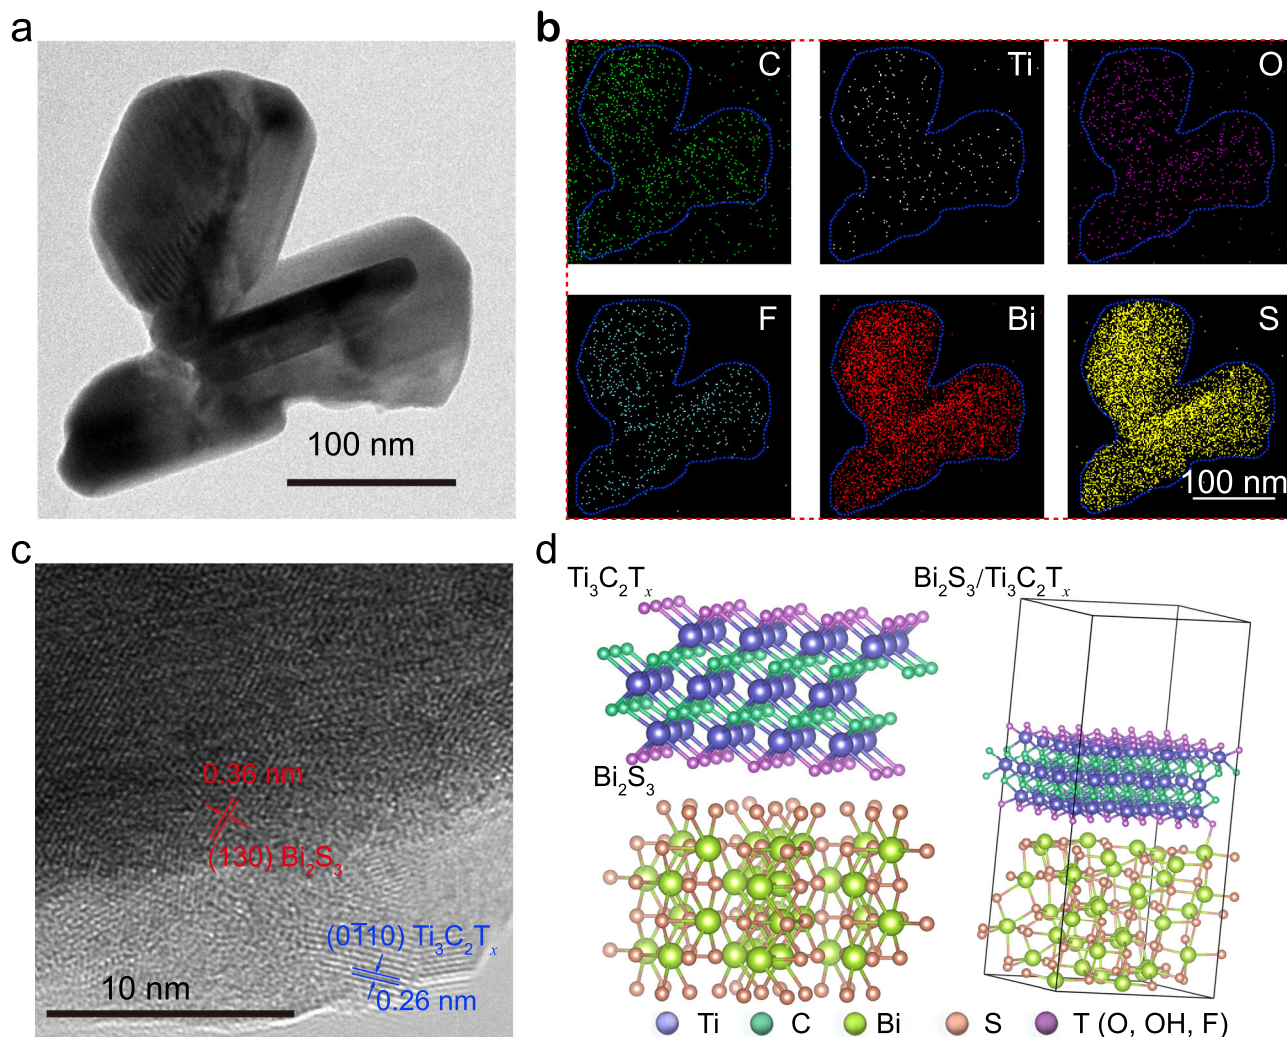 a
100 nm
b
C
Ti
O
F
Bi
S
100 nm
c
0.36 nm
(130) Bi₂S₃
(01̅10) Ti₃C₂Tₓ
0.26 nm
10 nm
d
Ti₃C₂Tₓ
Bi₂S₃/Ti₃C₂Tₓ
Bi₂S₃
Ti C Bi S T (O, OH, F)